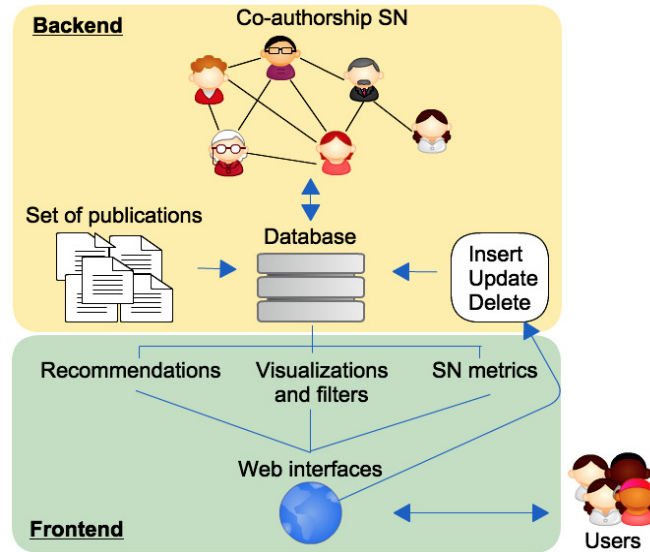 Backend
Co-authorship SN
Set of publications
Database
Insert
Update
Delete
Recommendations
Visualizations
and filters
SN metrics
Web interfaces
Frontend
Users